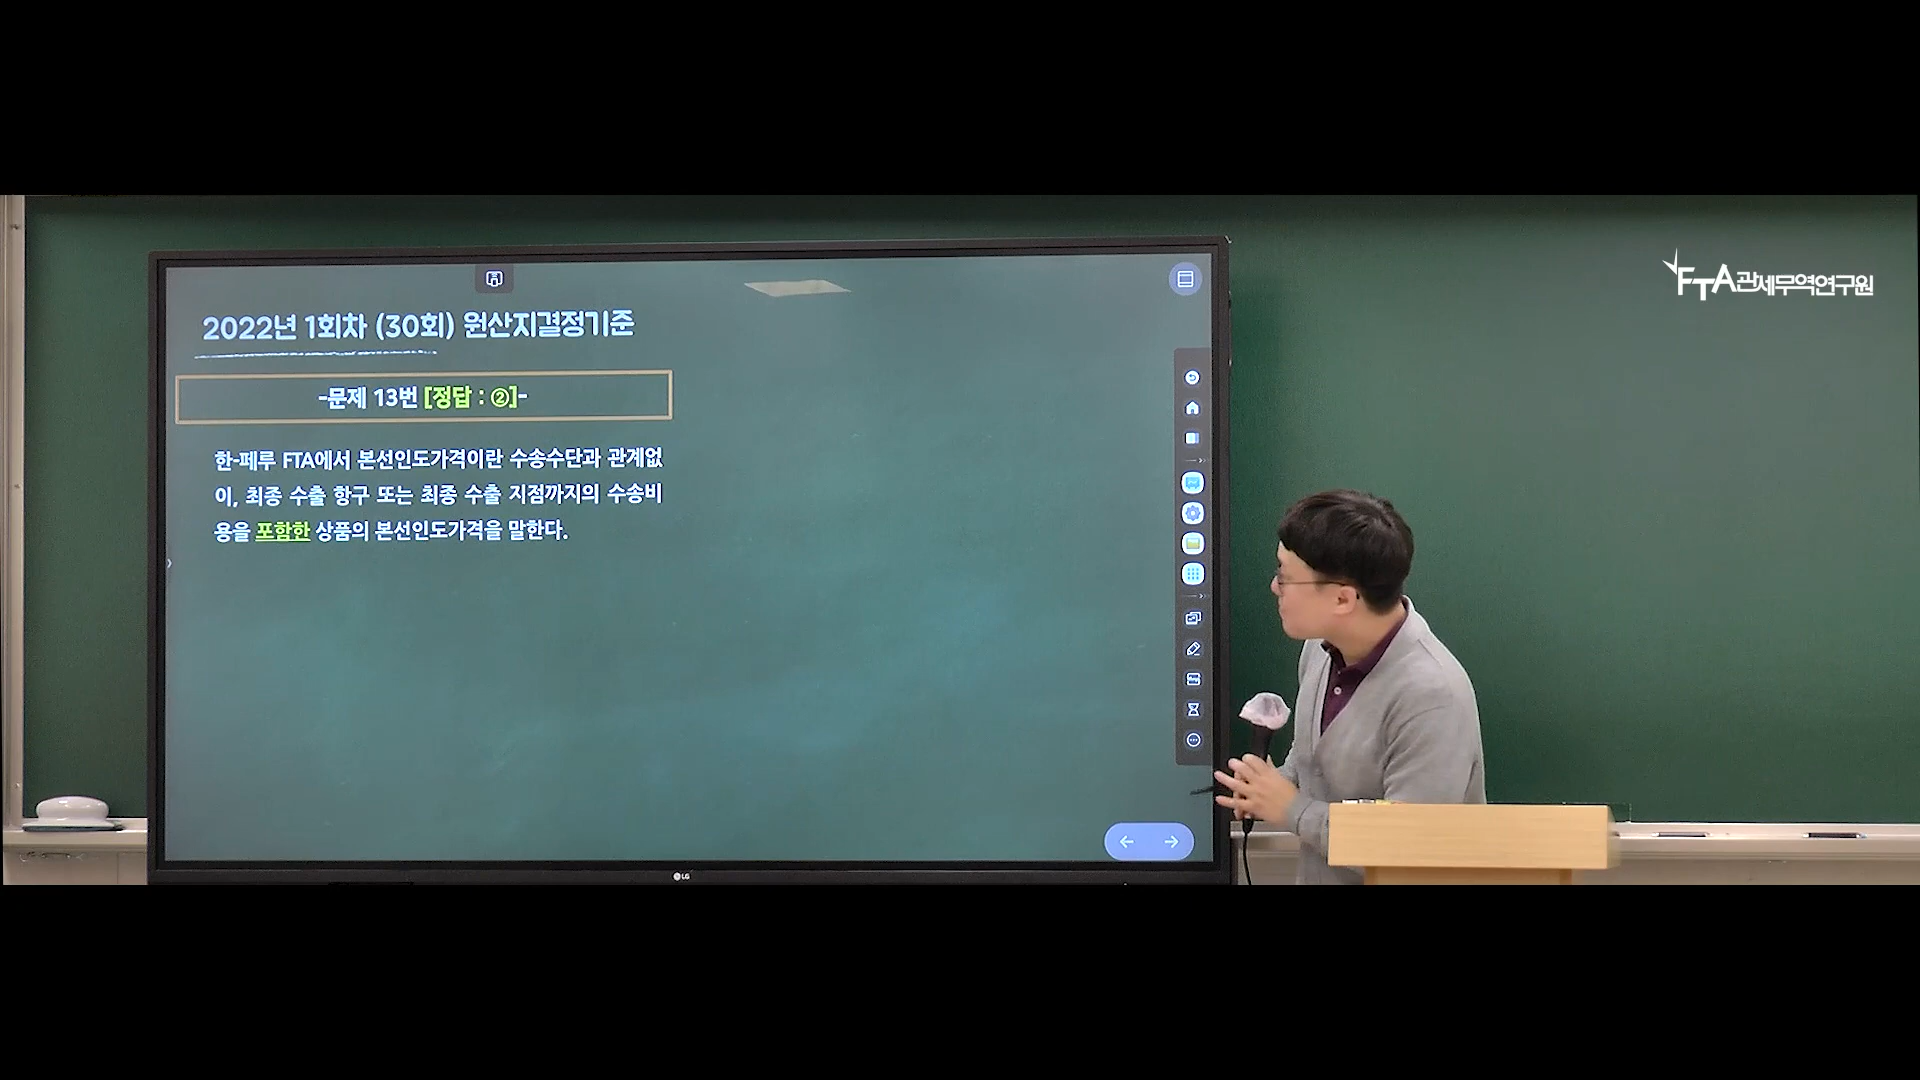 2022년 1회차 (30회) 원산지결정기준
-문제 13번 [정답 : ②]-
한-페루 FTA에서 본선인도가격이란 수송수단과 관계없
이, 최종 수출 항구 또는 최종 수출 지점까지의 수송비
용을 포함한 상품의 본선인도가격을 말한다.
FTA관세무역연구원
LG